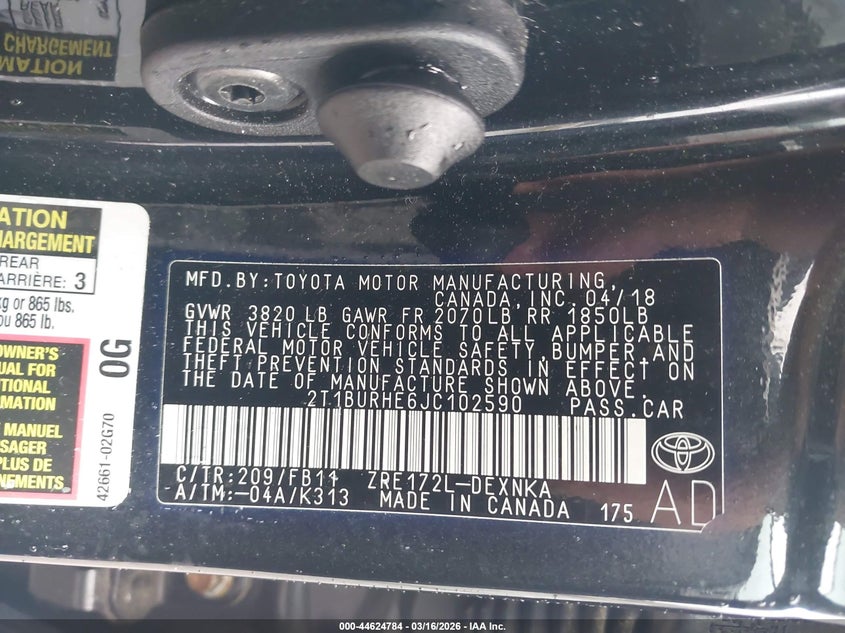 CHARGEMENT
MATION
ATION
HARGEMENT
REAR
ARRIÈRE: 3
kg or 865 lbs.
ou 865 lb.
OWNER'S
UAL FOR
ITIONAL
MATION
MANUEL
SAGER
PLUS DE
EMENTS
0G
42661-02G70
MFD.BY:TOYOTA MOTOR MANUFACTURING,
CANADA, INC. 04/18
GVWR 3820 LB GAWR FR 2070LB RR 1850LB
THIS VEHICLE CONFORMS TO ALL APPLICABLE
FEDERAL MOTOR VEHICLE SAFETY, BUMPER, AND
THEFT PREVENTION STANDARDS IN EFFECT ON
THE DATE OF MANUFACTURE SHOWN ABOVE.
2T1BURHE6JC102590 PASS.CAR
C/TR:209/FB14 ZRE172L-DEXNKA
A/TM:-04A/K313 MADE IN CANADA 175
AD
000-44624784 - 03/16/2026 - IAA Inc.